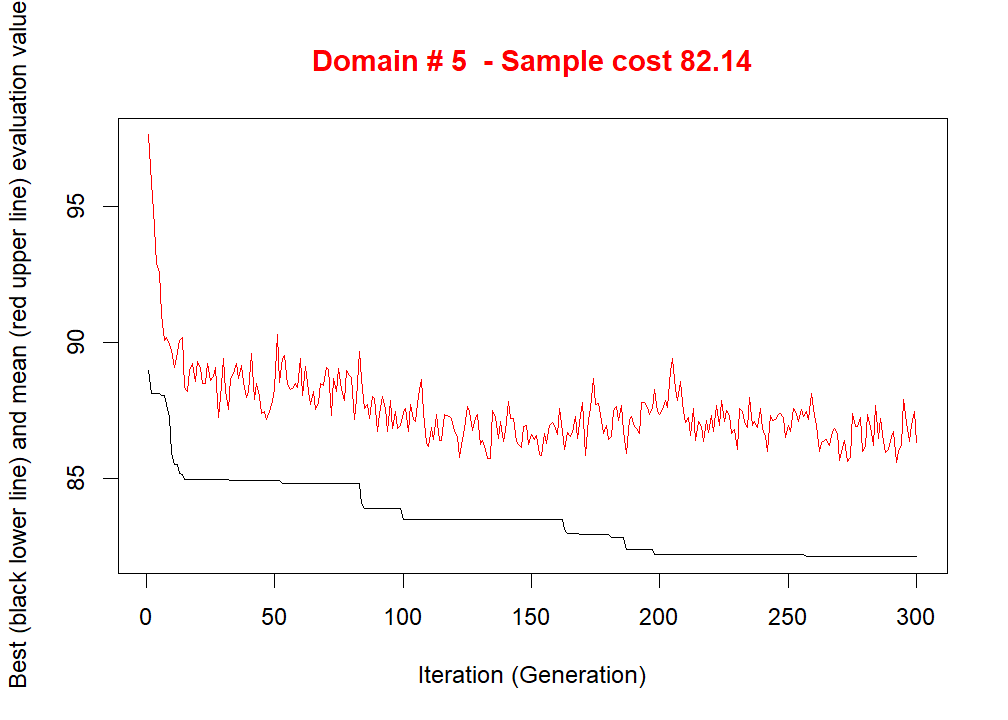 Domain # 5  - Sample cost 82.14
Best (black lower line) and mean (red upper line) evaluation value
95
90
85
0 50 100 150 200 250 300
Iteration (Generation)